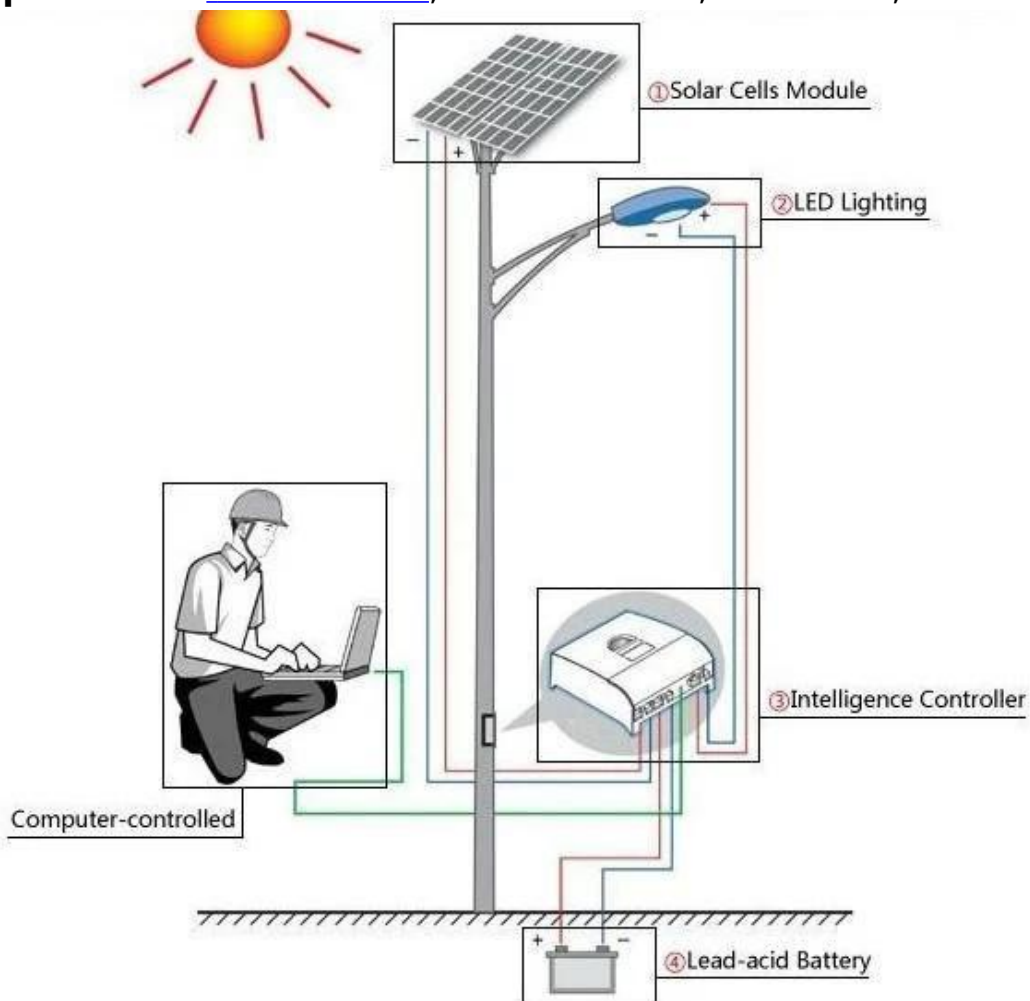 ①Solar Cells Module
−
+
②LED Lighting
+
−
③Intelligence Controller
Computer-controlled
+
−
④Lead-acid Battery